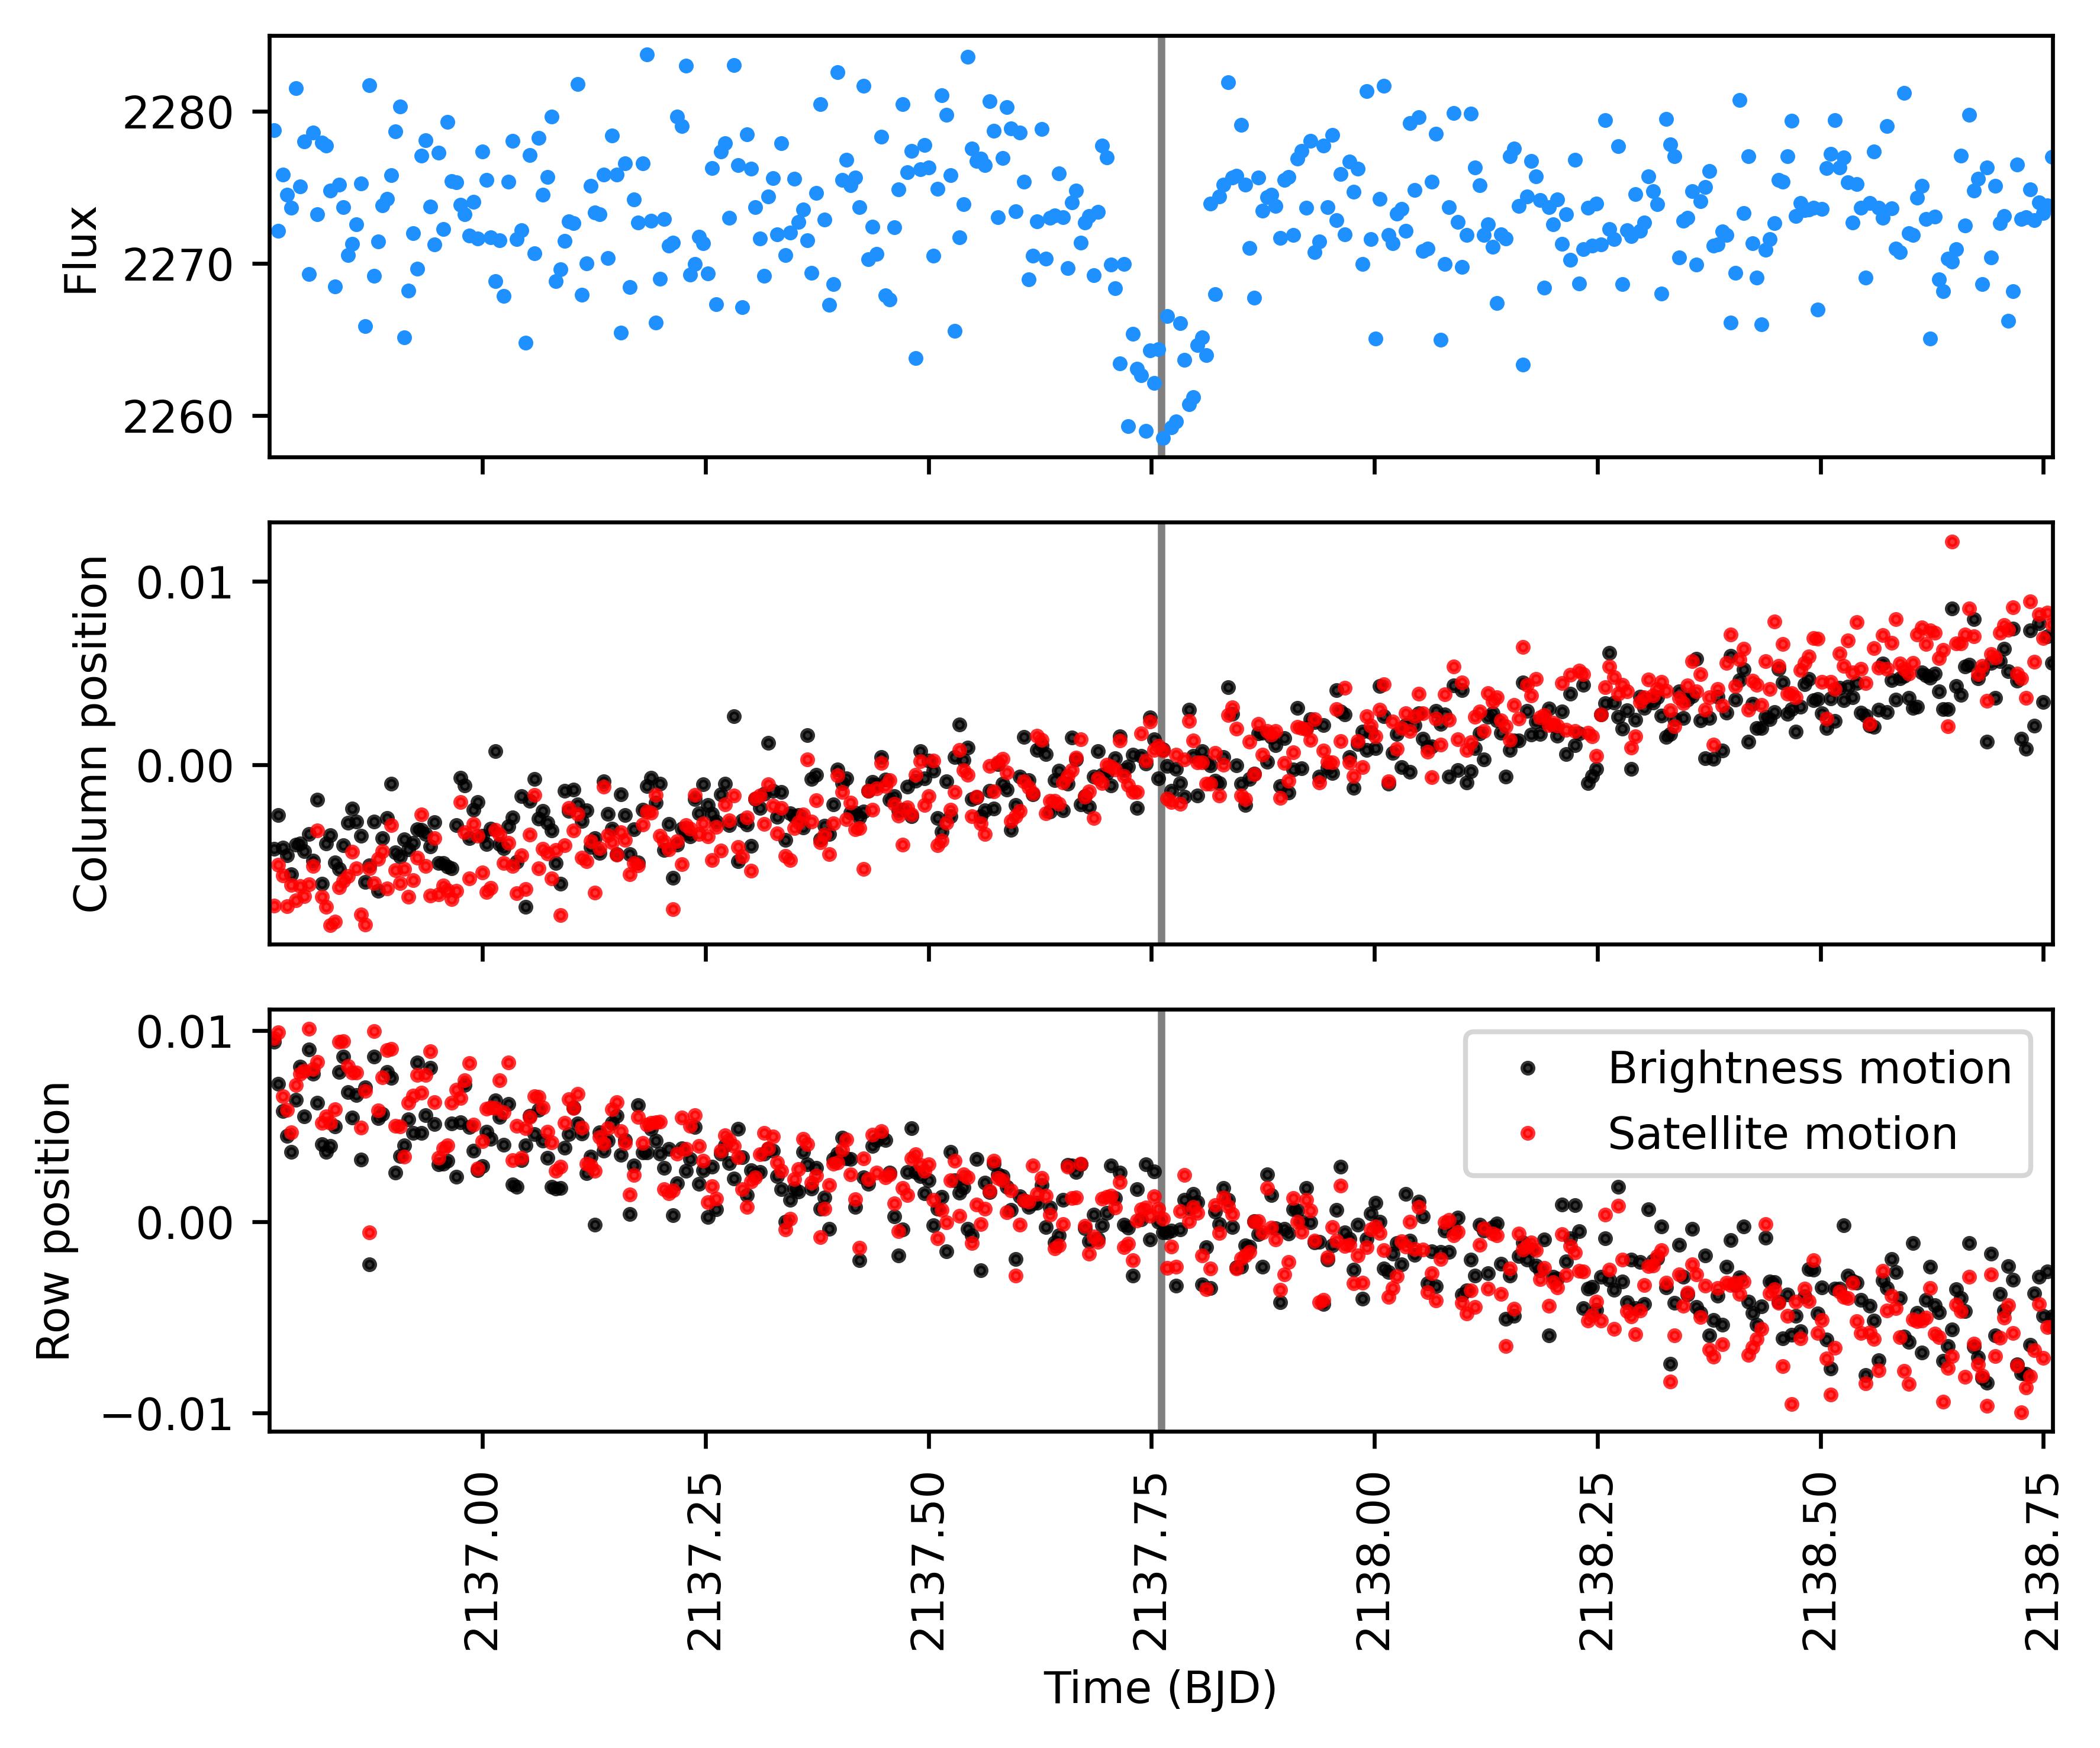 Flux
2280
2270
2260
Column position
0.01
0.00
Row position
0.01
0.00
−0.01
Brightness motion
Satellite motion
2137.00
2137.25
2137.50
2137.75
2138.00
2138.25
2138.50
2138.75
Time (BJD)